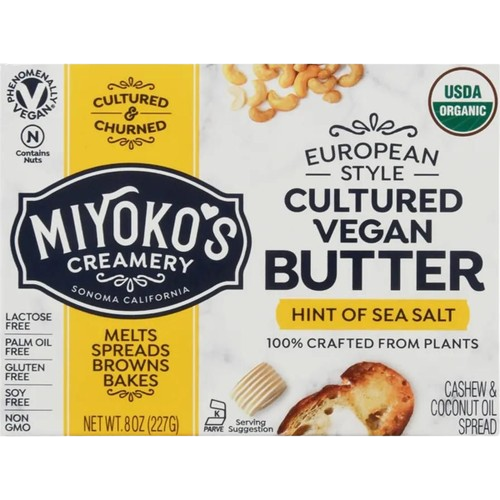 PHENOMENALLY VEGAN
V
N
Contains
Nuts
CULTURED
&
CHURNED
USDA
ORGANIC
EUROPEAN
STYLE
CULTURED
VEGAN
BUTTER
HINT OF SEA SALT
100% CRAFTED FROM PLANTS
MIYOKO'S
CREAMERY
SONOMA CALIFORNIA
LACTOSE
FREE
PALM OIL
FREE
GLUTEN
FREE
SOY
FREE
NON
GMO
MELTS
SPREADS
BROWNS
BAKES
NET WT. 8 OZ (227G)
K
PARVE
Serving
Suggestion
CASHEW &
COCONUT OIL
SPREAD